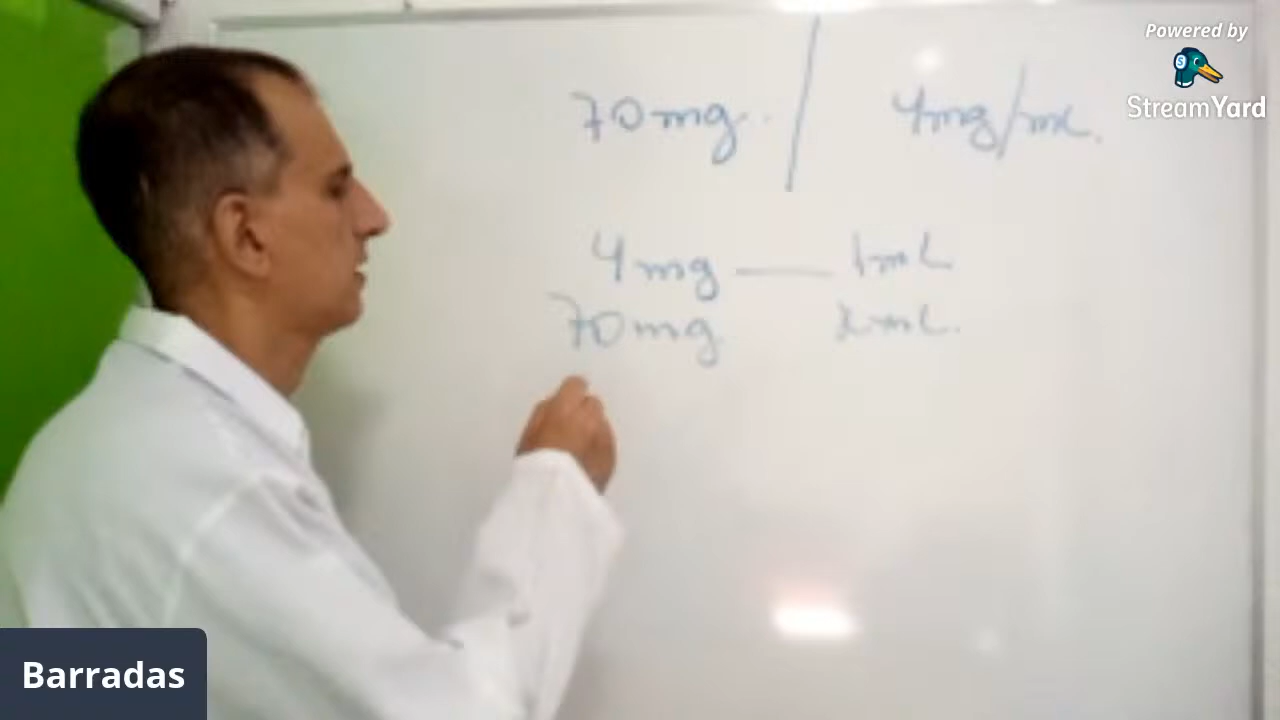 Powered by
StreamYard
70mg. / 4mg/mL.
4mg — 1mL
70mg xmL.
Barradas